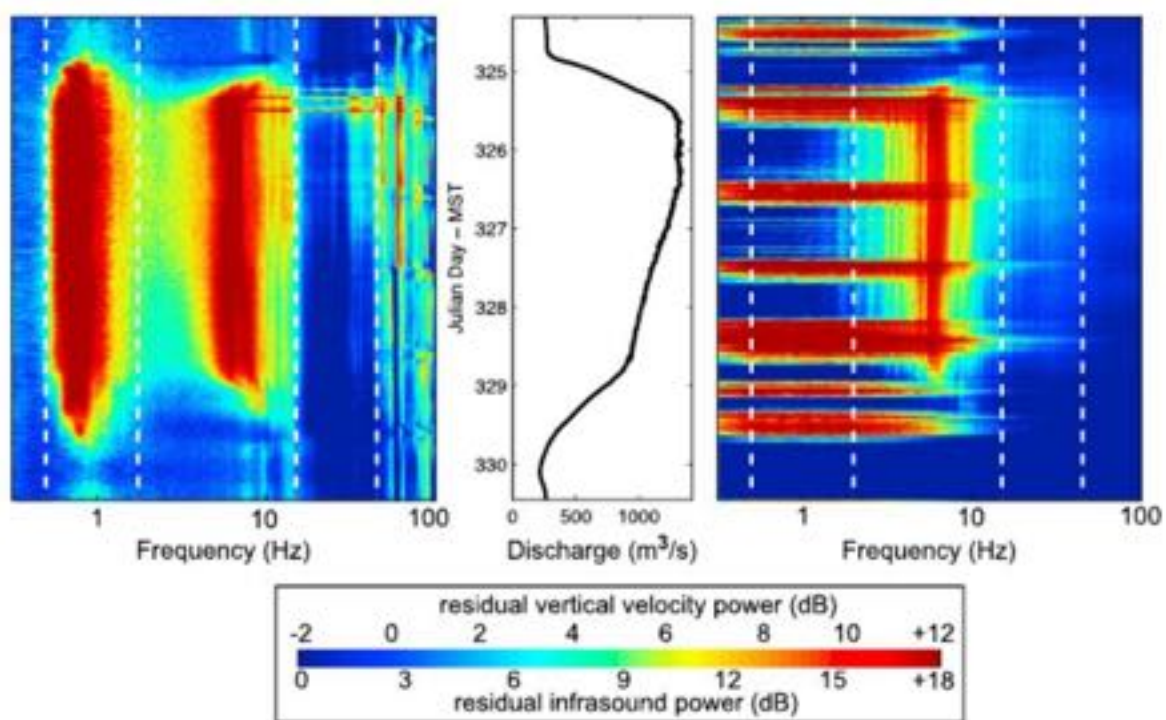 325
326
327
328
329
330
Julian Day – MST
1 10 100
0 500 1000
1 10 100
Frequency (Hz)
Discharge (m³/s)
Frequency (Hz)
residual vertical velocity power (dB)
-2 0 2 4 6 8 10 +12
0 3 6 9 12 15 +18
residual infrasound power (dB)